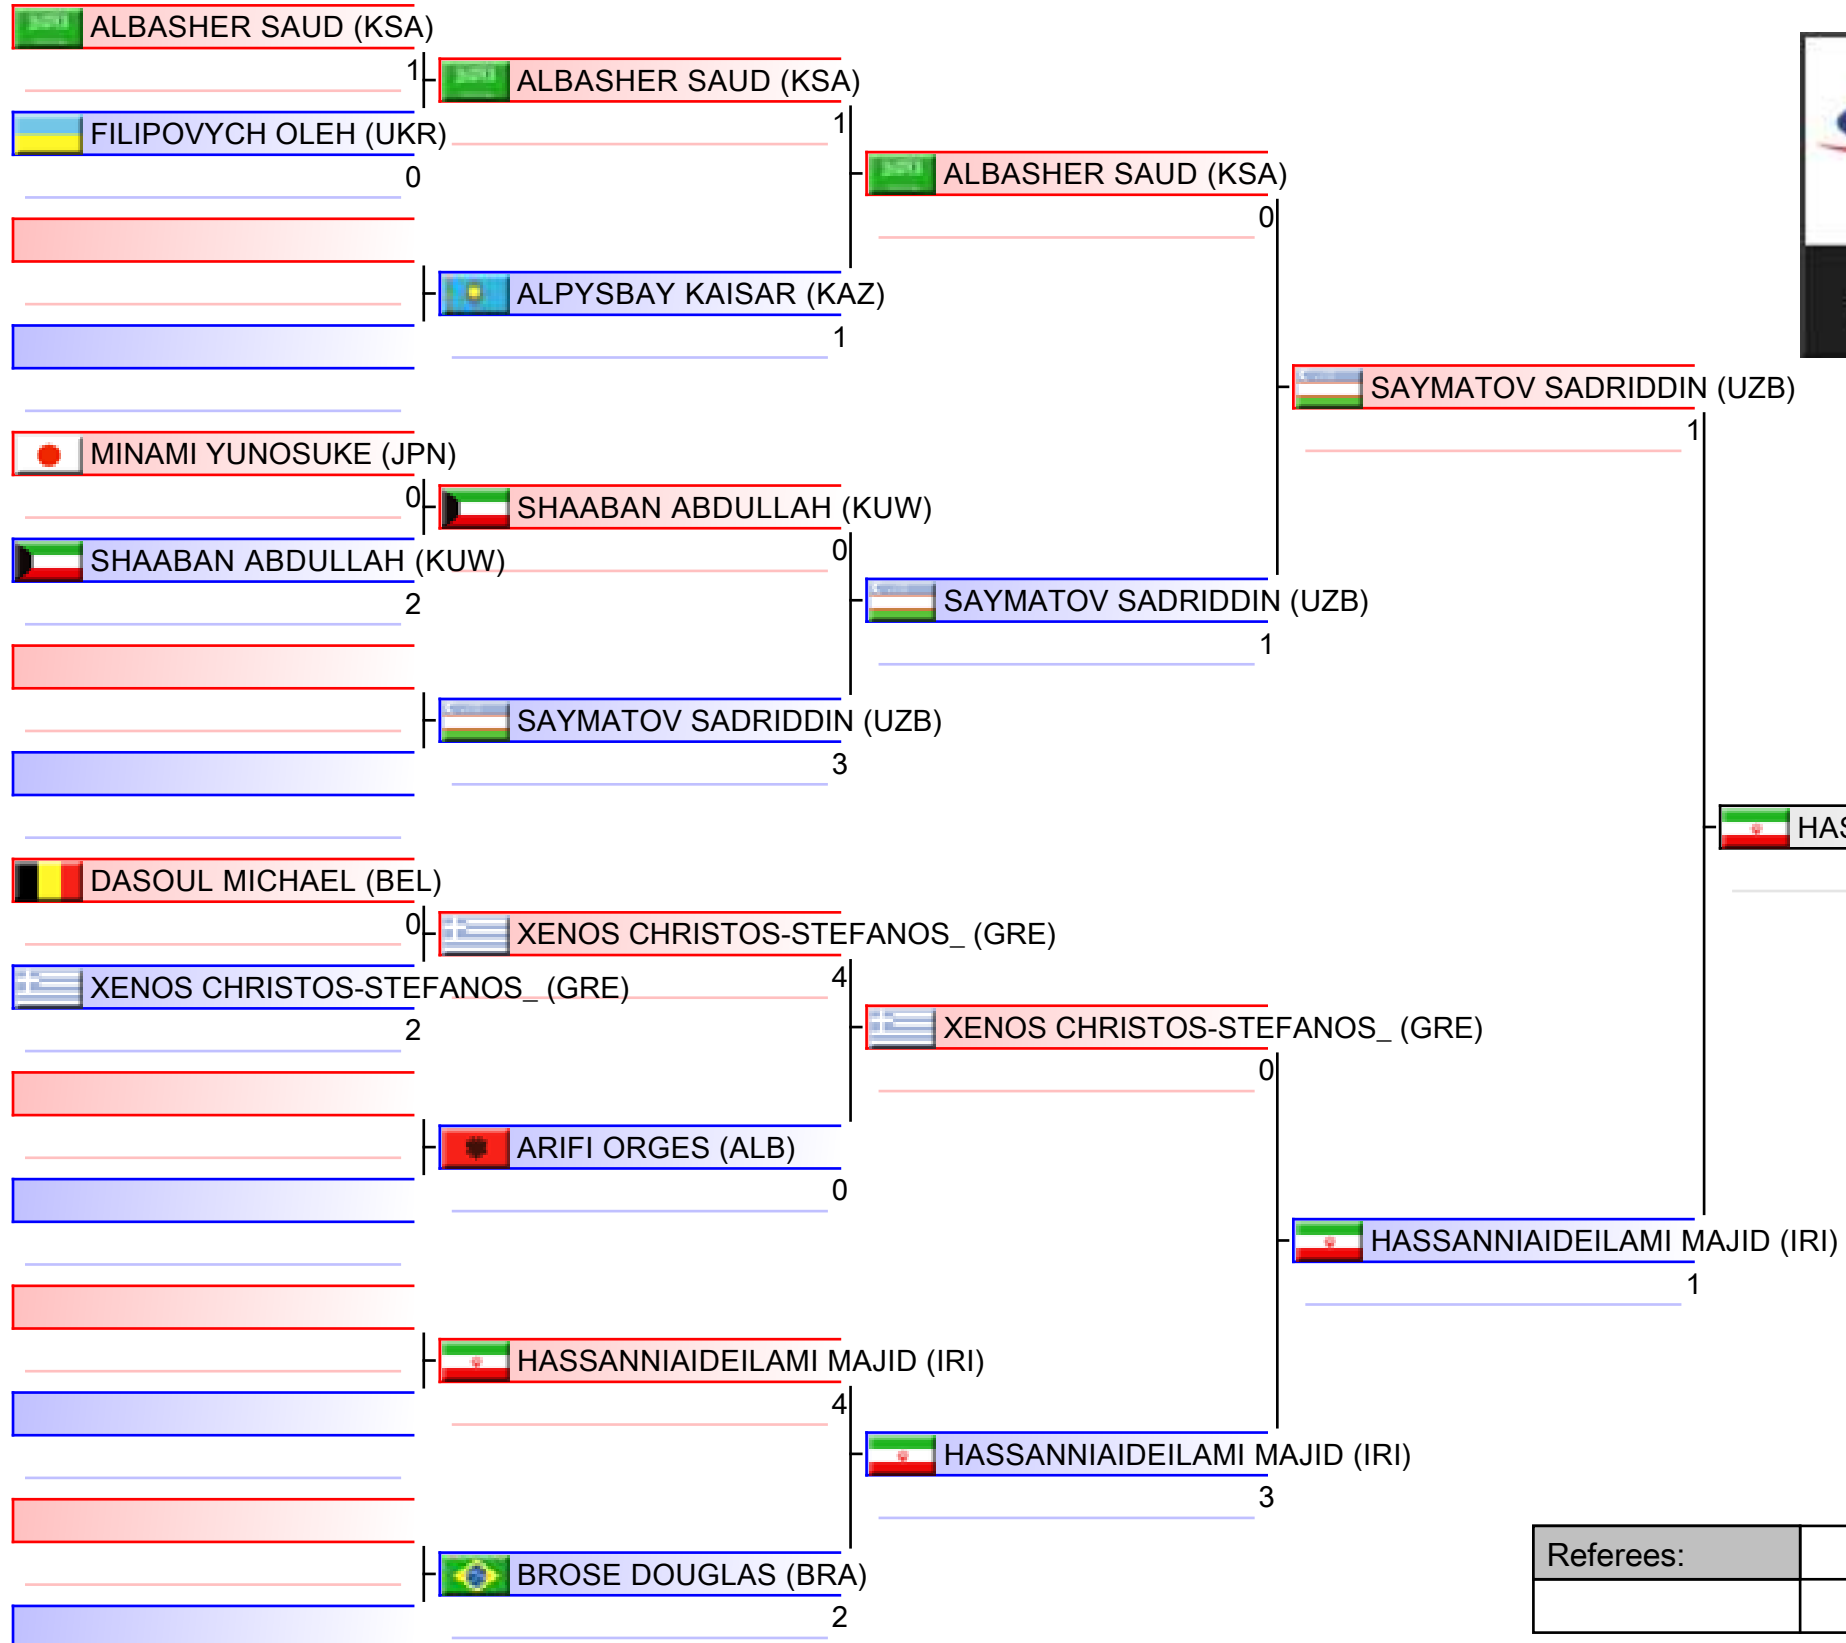 ALBASHER SAUD (KSA)
1
FILIPOVYCH OLEH (UKR)
0
MINAMI YUNOSUKE (JPN)
0
SHAABAN ABDULLAH (KUW)
2
DASOUL MICHAEL (BEL)
0
XENOS CHRISTOS-STEFANOS_ (GRE)
2
ALBASHER SAUD (KSA)
1
ALPYSBAY KAISAR (KAZ)
1
SHAABAN ABDULLAH (KUW)
0
SAYMATOV SADRIDDIN (UZB)
3
XENOS CHRISTOS-STEFANOS_ (GRE)
4
ARIFI ORGES (ALB)
0
HASSANNIAIDEILAMI MAJID (IRI)
4
BROSE DOUGLAS (BRA)
2
ALBASHER SAUD (KSA)
0
SAYMATOV SADRIDDIN (UZB)
1
XENOS CHRISTOS-STEFANOS_ (GRE)
0
HASSANNIAIDEILAMI MAJID (IRI)
3
SAYMATOV SADRIDDIN (UZB)
1
HASSANNIAIDEILAMI MAJID (IRI)
1
Referees: